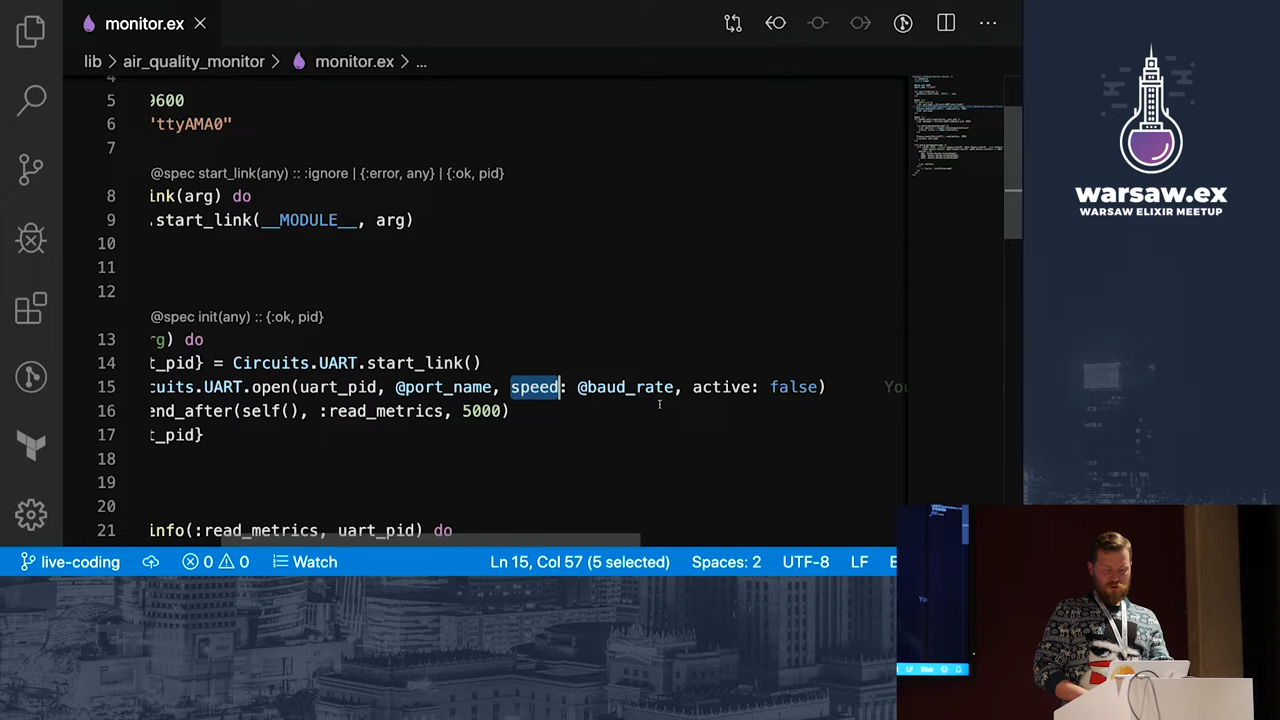 monitor.ex
lib > air_quality_monitor > monitor.ex > ...
4
5 9600
6 "ttyAMA0"
7
@spec start_link(any) :: :ignore | {:error, any} | {:ok, pid}
8 ink(arg) do
9 .start_link(__MODULE__, arg)
10
11
12
@spec init(any) :: {:ok, pid}
13 rg) do
14 t_pid} = Circuits.UART.start_link()
15 cuits.UART.open(uart_pid, @port_name, speed: @baud_rate, active: false) You
16 end_after(self(), :read_metrics, 5000)
17 t_pid}
18
19
20
21 info(:read_metrics, uart_pid) do
live-coding 0 0 Watch Ln 15, Col 57 (5 selected) Spaces: 2 UTF-8 LF E
warsaw.ex
WARSAW ELIXIR MEETUP